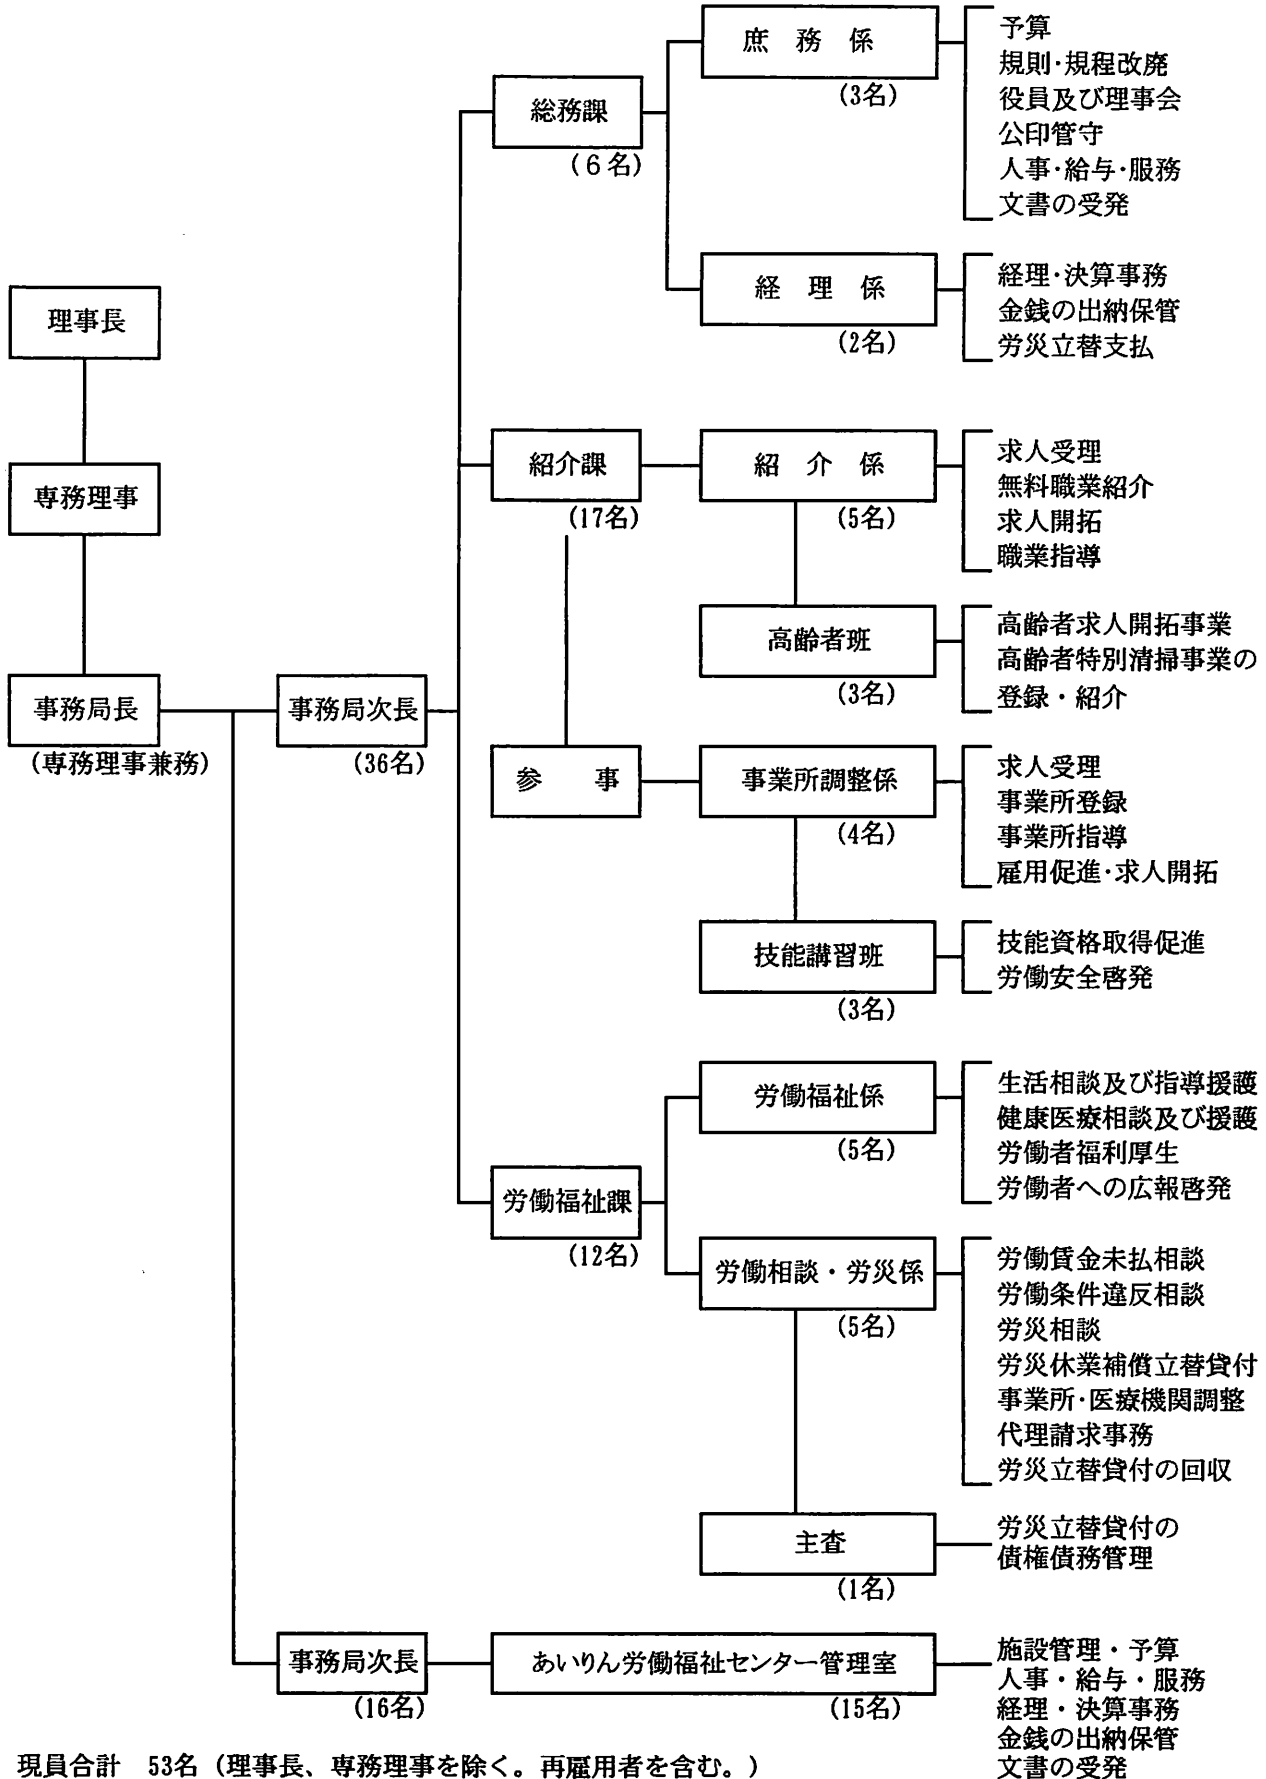 理事長
専務理事
事務局長
(専務理事兼務)
事務局次長
(36名)
総務課
(6名)
庶務係
(3名)
予算
規則・規程改廃
役員及び理事会
公印管守
人事・給与・服務
文書の受発
経理係
(2名)
経理・決算事務
金銭の出納保管
労災立替支払
紹介課
(17名)
紹介係
(5名)
求人受理
無料職業紹介
求人開拓
職業指導
高齢者班
(3名)
高齢者求人開拓事業
高齢者特別清掃事業の
登録・紹介
参事
事業所調整係
(4名)
求人受理
事業所登録
事業所指導
雇用促進・求人開拓
技能講習班
(3名)
技能資格取得促進
労働安全啓発
労働福祉課
(12名)
労働福祉係
(5名)
生活相談及び指導援護
健康医療相談及び援護
労働者福利厚生
労働者への広報啓発
労働相談・労災係
(5名)
労働賃金未払相談
労働条件違反相談
労災相談
労災休業補償立替貸付
事業所・医療機関調整
代理請求事務
労災立替貸付の回収
主査
(1名)
労災立替貸付の
債権債務管理
事務局次長
(16名)
あいりん労働福祉センター管理室
(15名)
施設管理・予算
人事・給与・服務
経理・決算事務
金銭の出納保管
文書の受発
現員合計 53名(理事長、専務理事を除く。再雇用者を含む。)